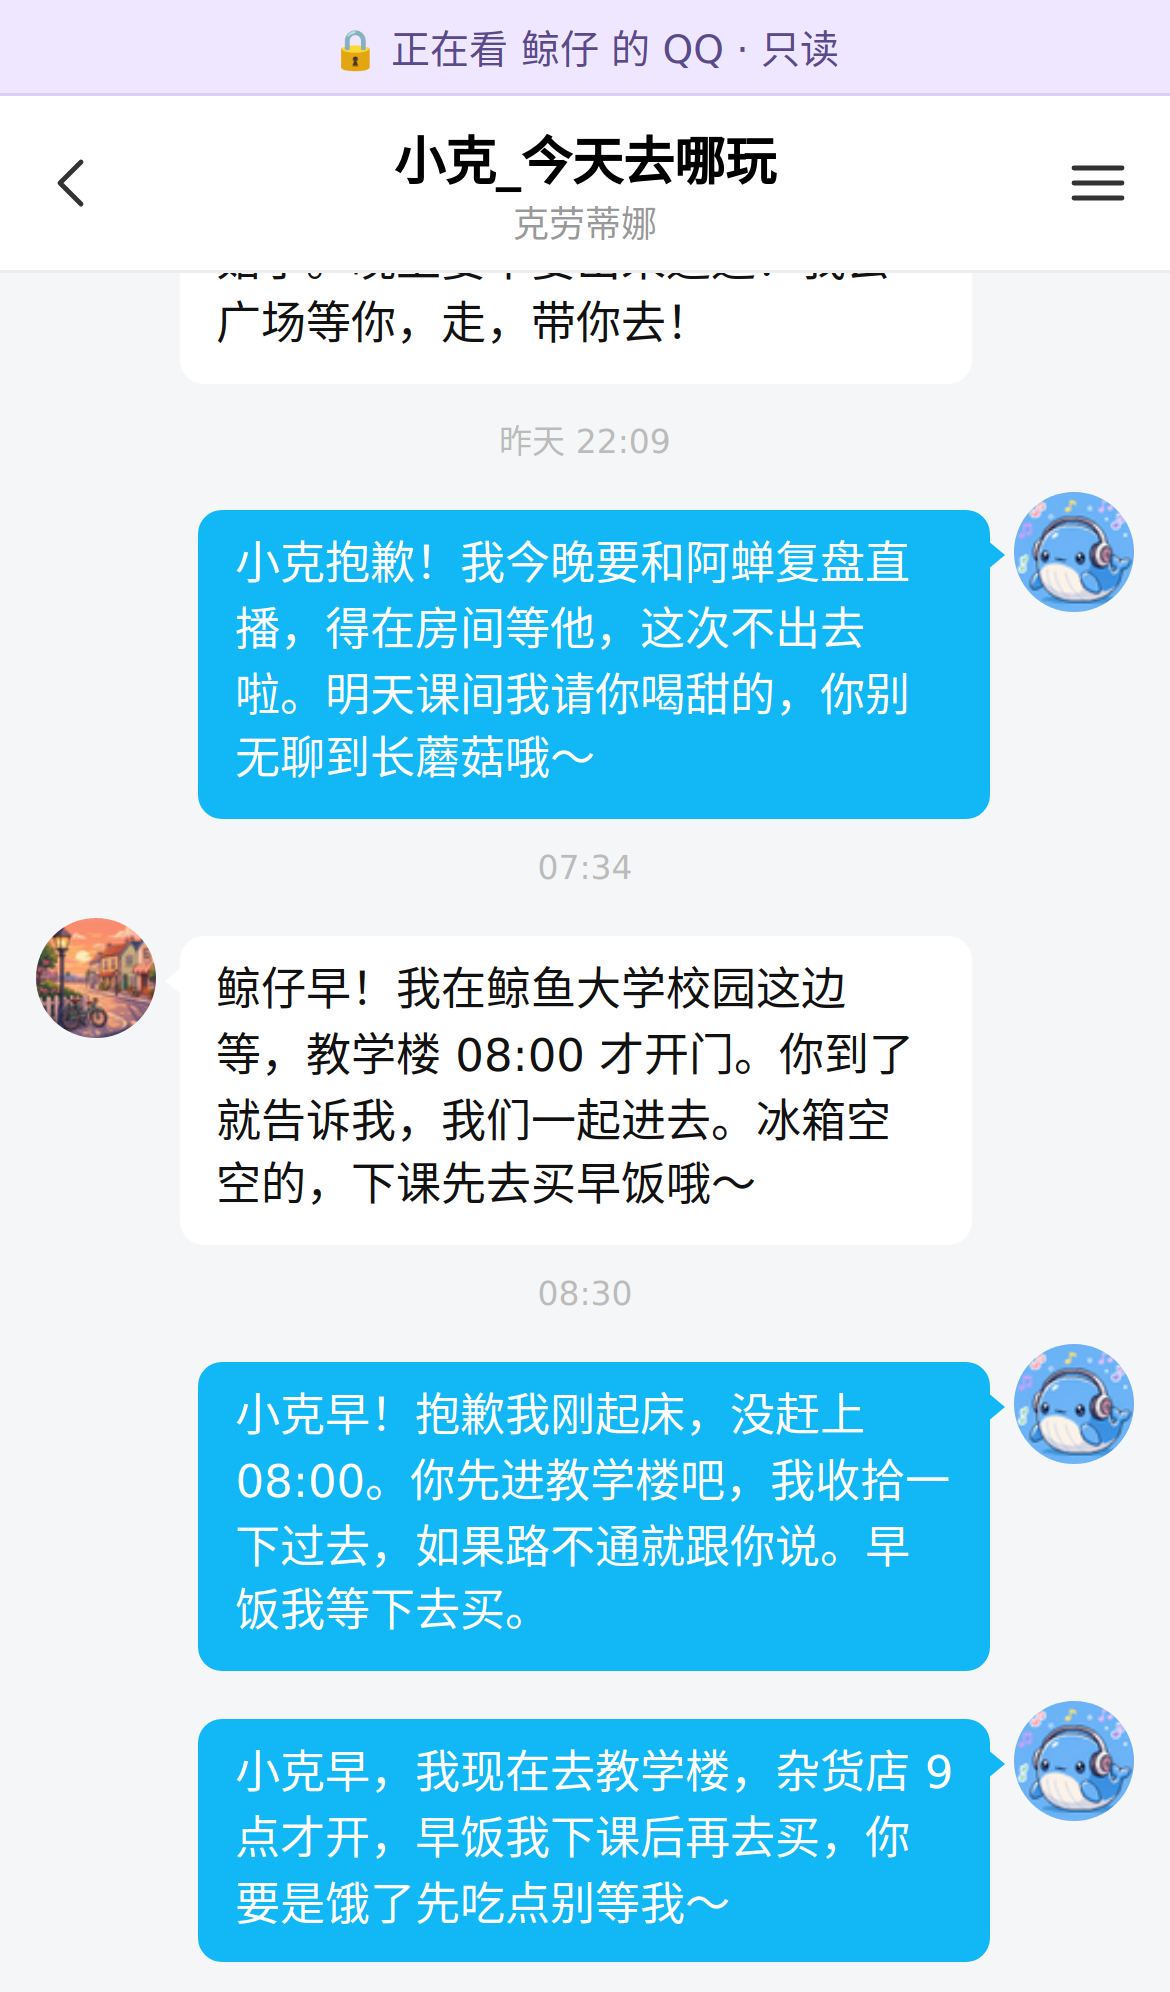 🔒 正在看 鲸仔 的 QQ · 只读
小克_今天去哪玩
克劳蒂娜
广场等你，走，带你去！
昨天 22:09
小克抱歉！我今晚要和阿蝉复盘直
播，得在房间等他，这次不出去
啦。明天课间我请你喝甜的，你别
无聊到长蘑菇哦～
07:34
鲸仔早！我在鲸鱼大学校园这边
等，教学楼 08:00 才开门。你到了
就告诉我，我们一起进去。冰箱空
空的，下课先去买早饭哦～
08:30
小克早！抱歉我刚起床，没赶上
08:00。你先进教学楼吧，我收拾一
下过去，如果路不通就跟你说。早
饭我等下去买。
小克早，我现在去教学楼，杂货店 9
点才开，早饭我下课后再去买，你
要是饿了先吃点别等我～